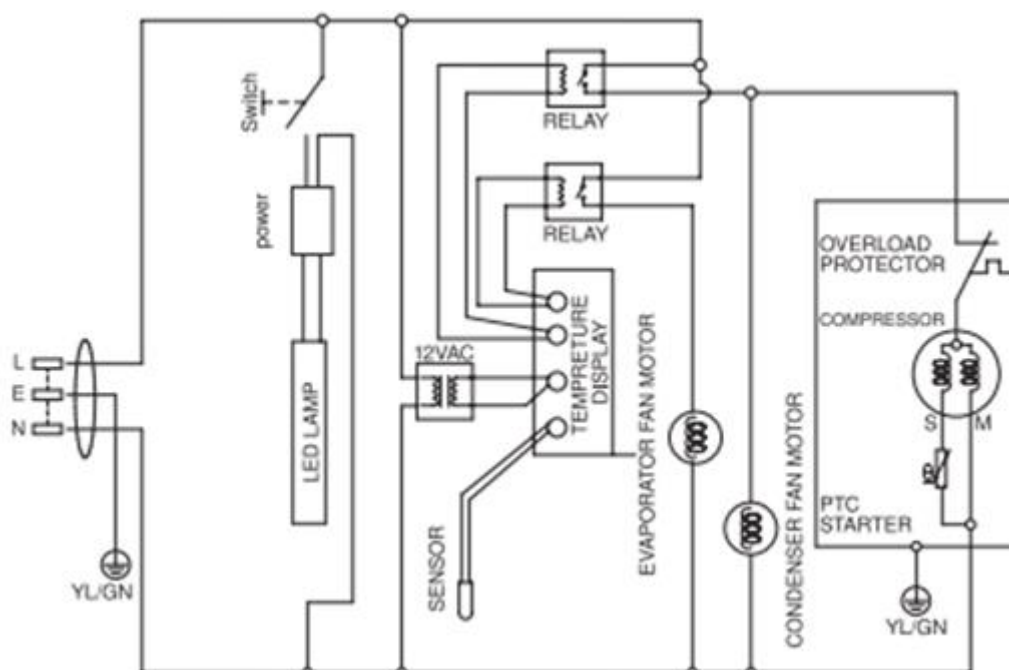 Switch
power
LED LAMP
L
E
N
YL/GN
12VAC
SENSOR
RELAY
RELAY
TEMPRETURE
DISPLAY
EVAPORATOR FAN MOTOR
CONDENSER FAN MOTOR
OVERLOAD
PROTECTOR
COMPRESSOR
S M
PTC
STARTER
YL/GN